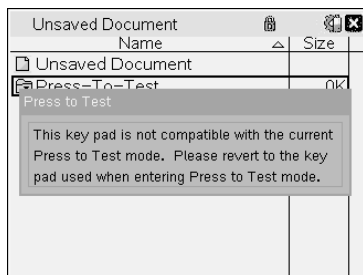 Unsaved Document
Name Size
Unsaved Document
Press-To-Test 0K
Press to Test
This key pad is not compatible with the current
Press to Test mode. Please revert to the key
pad used when entering Press to Test mode.